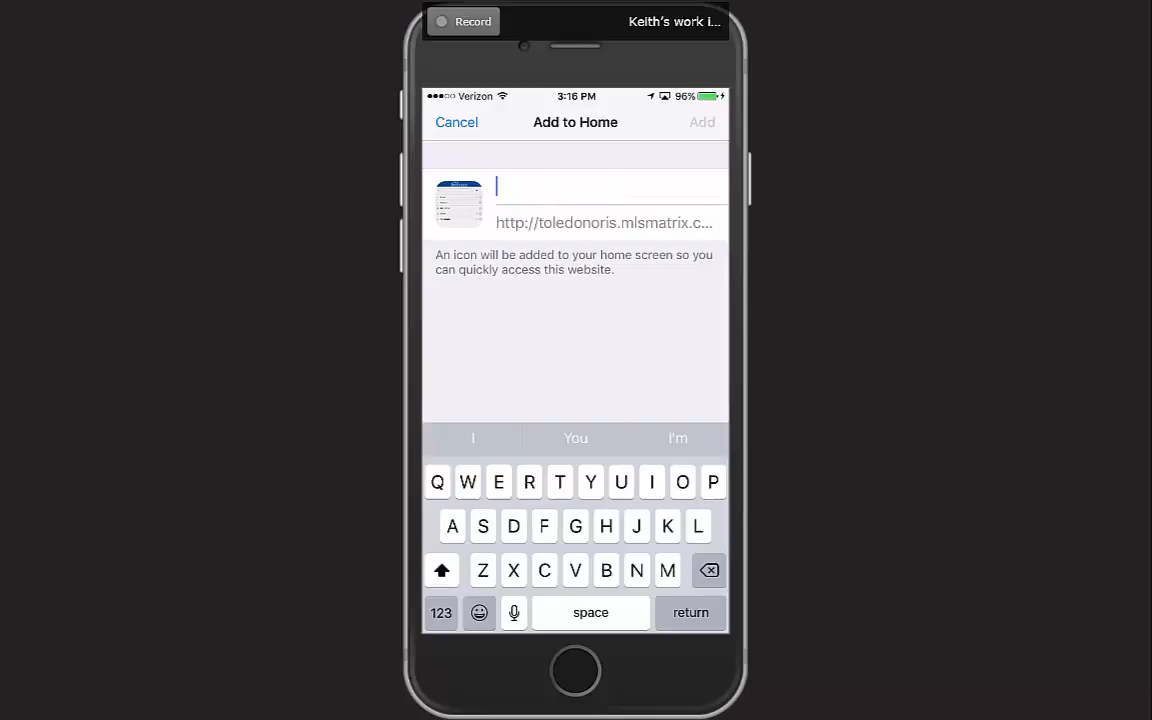 Record
Keith's work i...
Verizon 3:16 PM 96%
Cancel Add to Home Add
http://toledonoris.mlsmatrix.c...
An icon will be added to your home screen so you
can quickly access this website.
I You I'm
Q W E R T Y U I O P
A S D F G H J K L
Z X C V B N M
123 space return